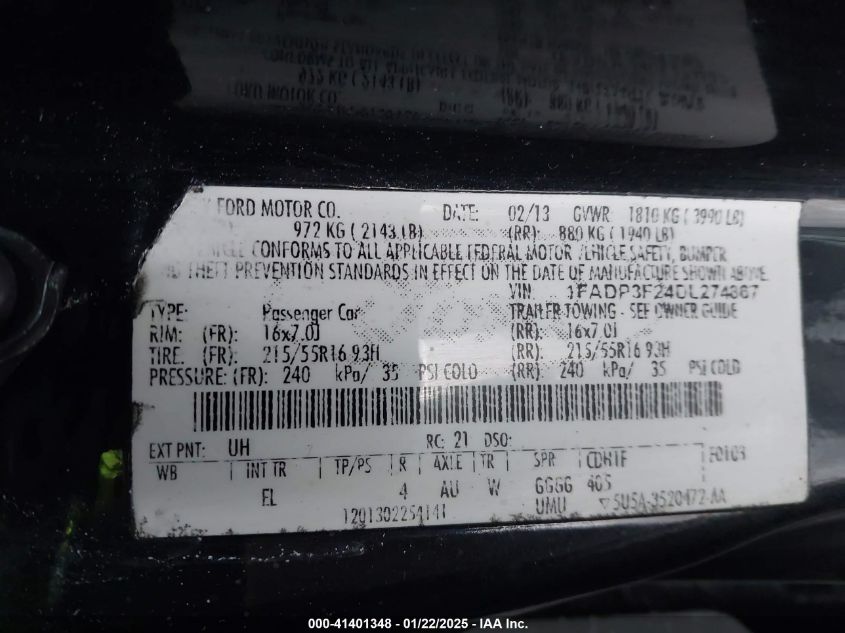 FORD MOTOR CO. DATE: 02/13 GVWR: 1810 KG ( 3990 LB)
972 KG ( 2143 LB) (RR): 880 KG ( 1940 LB)
CONFORMS TO ALL APPLICABLE FEDERAL MOTOR VEHICLE SAFETY, BUMPER
THEFT PREVENTION STANDARDS IN EFFECT ON THE DATE OF MANUFACTURE SHOWN ABOVE.
VIN: 1FADP3F24DL274867
TYPE: Passenger Car TRAILER TOWING - SEE OWNER GUIDE
RIM: (FR): 16x7.0J (RR): 16x7.0J
TIRE: (FR): 215/55R16 93H (RR): 215/55R16 93H
PRESSURE: (FR): 240 kPa/ 35 PSI COLD (RR): 240 kPa/ 35 PSI COLD
EXT PNT: UH RC: 21 DSO:
WB INT TR TP/PS R AXLE TR SPR
EL 4 AU W GGGG 405
1201302254141 UMU 5U5A-3520472-AA
000-41401348 - 01/22/2025 - IAA Inc.